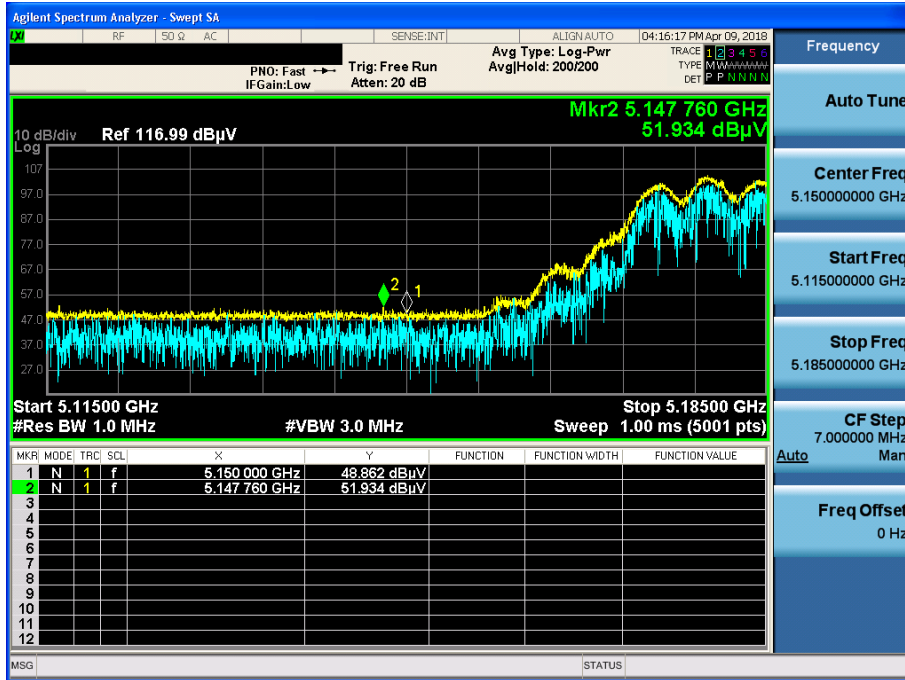 Agilent Spectrum Analyzer - Swept SA
LXI RF 50 Ω AC SENSE:INT ALIGN AUTO 04:16:17 PM Apr 09, 2018
PNO: Fast IFGain:Low Trig: Free Run Atten: 20 dB Avg Type: Log-Pwr Avg|Hold: 200/200
TRACE 1 2 3 4 5 6
TYPE M W
DET P P N N N N
Mkr2 5.147 760 GHz
51.934 dBµV
10 dB/div Ref 116.99 dBµV
Log
107
97.0
87.0
77.0
67.0
57.0
47.0
37.0
27.0
2
1
Start 5.11500 GHz Stop 5.18500 GHz
#Res BW 1.0 MHz #VBW 3.0 MHz Sweep 1.00 ms (5001 pts)
MKR MODE TRC SCL X Y FUNCTION FUNCTION WIDTH FUNCTION VALUE
1 N 1 f 5.150 000 GHz 48.862 dBµV
2 N 1 f 5.147 760 GHz 51.934 dBµV
3
4
5
6
7
8
9
10
11
12
MSG STATUS
Frequency
Auto Tune
Center Freq
5.150000000 GHz
Start Freq
5.115000000 GHz
Stop Freq
5.185000000 GHz
CF Step
7.000000 MHz
Auto Man
Freq Offset
0 Hz